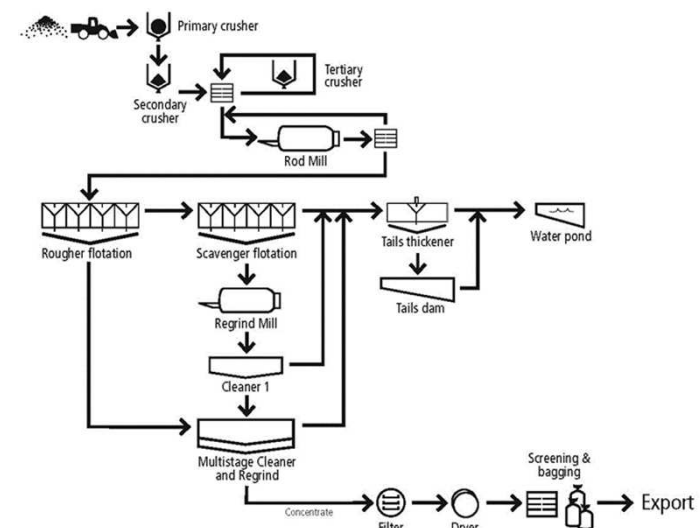 Primary crusher
Tertiary
crusher
Secondary
crusher
Rod Mill
Rougher flotation
Scavenger flotation
Tails thickener
Water pond
Tails dam
Regrind Mill
Cleaner 1
Multistage Cleaner
and Regrind
Screening &
bagging
Concentrate
Export
Filter
Dryer